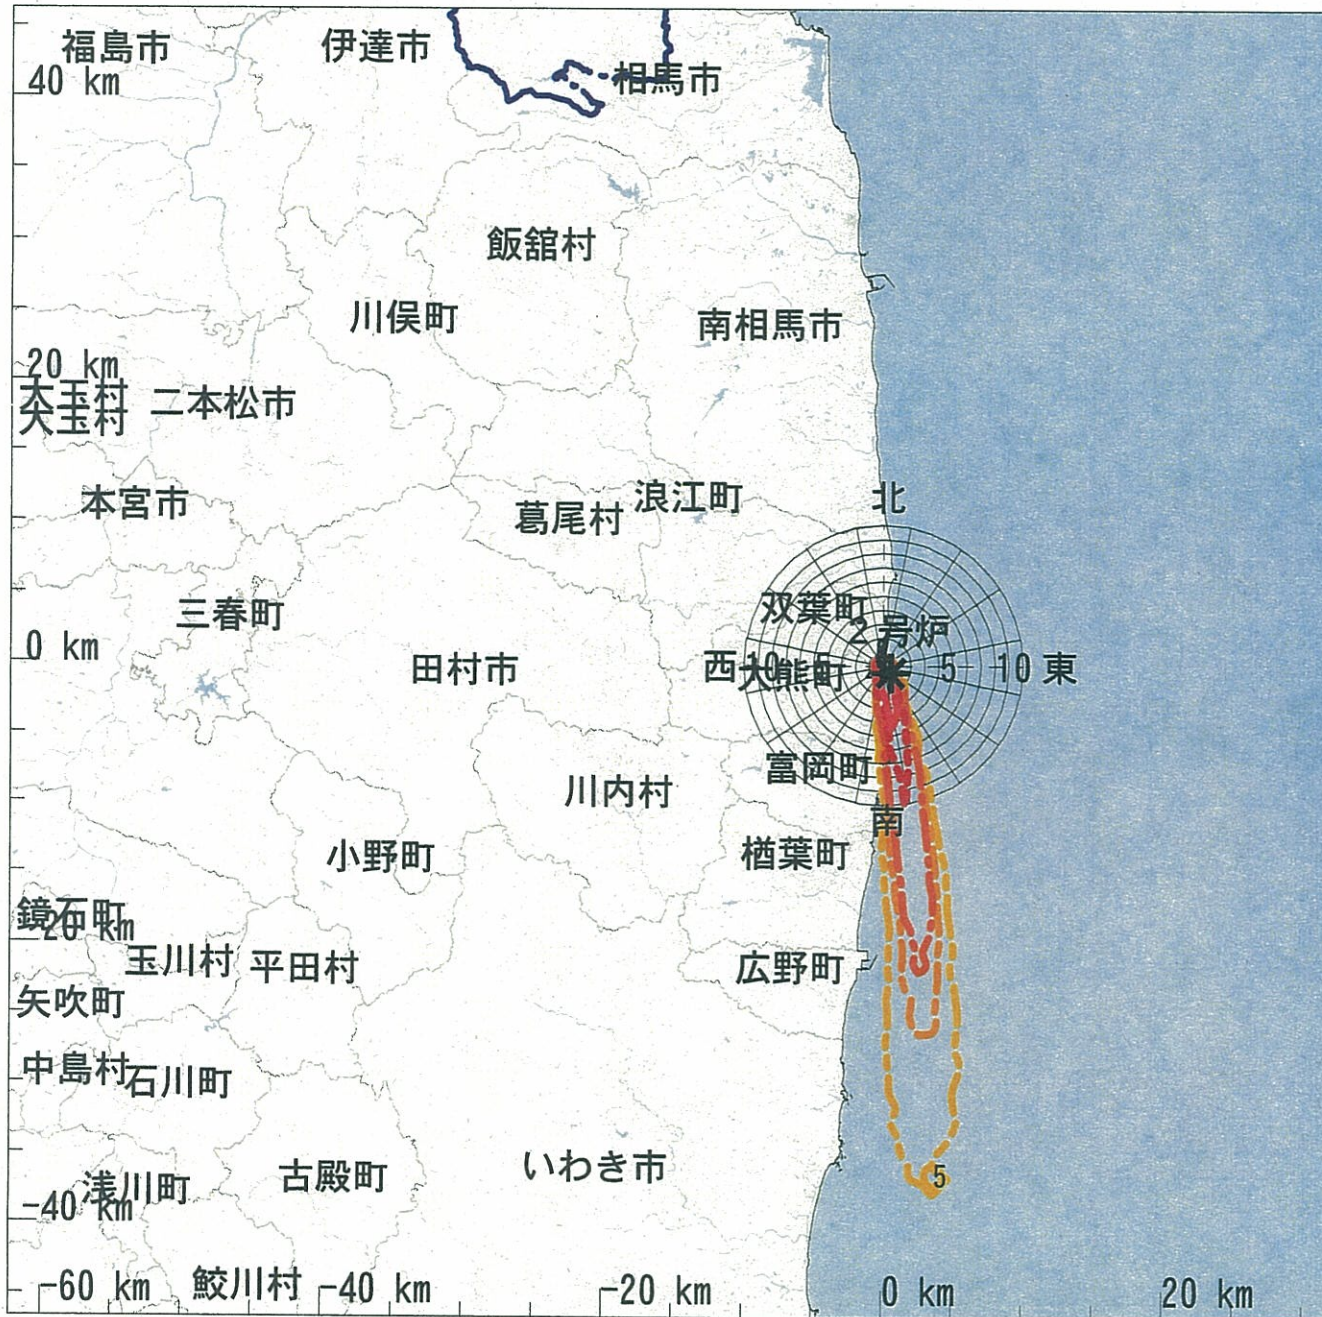 福島市
伊達市
相馬市
40 km
飯舘村
川俣町
南相馬市
20 km
大玉村
大玉村
二本松市
本宮市
葛尾村
浪江町
北
三春町
双葉町
2号炉
0 km
田村市
西 10 5
大熊町
5 10 東
富岡町
川内村
南
小野町
楢葉町
鏡石町
-20 km
玉川村
平田村
広野町
矢吹町
中島村
石川町
いわき市
古殿町
5
浅川町
-40 km
-60 km
鮫川村
-40 km
-20 km
0 km
20 km